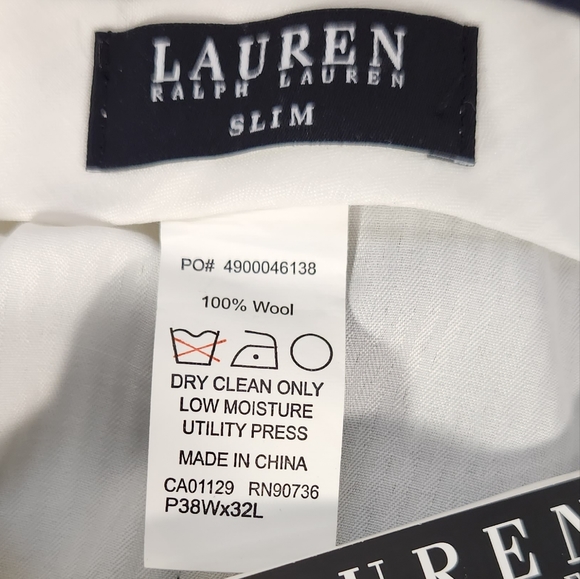 LAUREN
RALPH LAUREN
SLIM
PO# 4900046138
100% Wool
DRY CLEAN ONLY
LOW MOISTURE
UTILITY PRESS
MADE IN CHINA
CA01129 RN90736
P38Wx32L
UREN